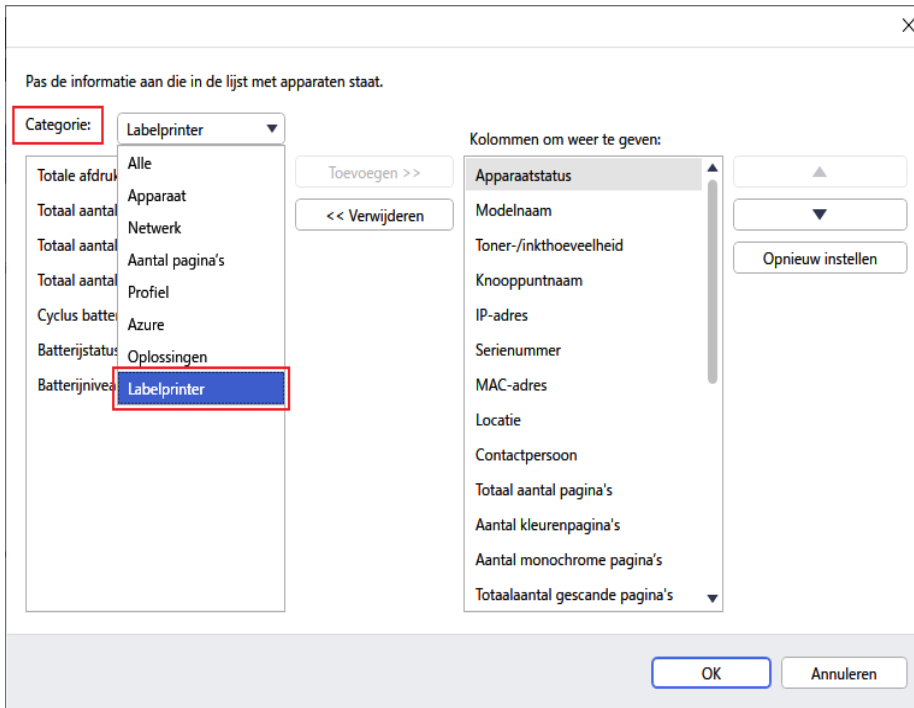 Pas de informatie aan die in de lijst met apparaten staat.
Categorie:
Labelprinter
Alle
Apparaat
Netwerk
Aantal pagina's
Profiel
Azure
Oplossingen
Labelprinter
Totale
Totaal aantal
Totaal aantal
Totaal aantal
Cyclus
Batterijstatus
Toevoegen >>
<< Verwijderen
Kolommen om weer te geven:
Apparaatstatus
Modelnaam
Toner-/inkthoeveelheid
Knooppuntnaam
IP-adres
Serienummer
MAC-adres
Locatie
Contactpersoon
Totaal aantal pagina's
Aantal kleurenpagina's
Aantal monochrome pagina's
Totaalaantal gescande pagina's
Opnieuw instellen
OK
Annuleren